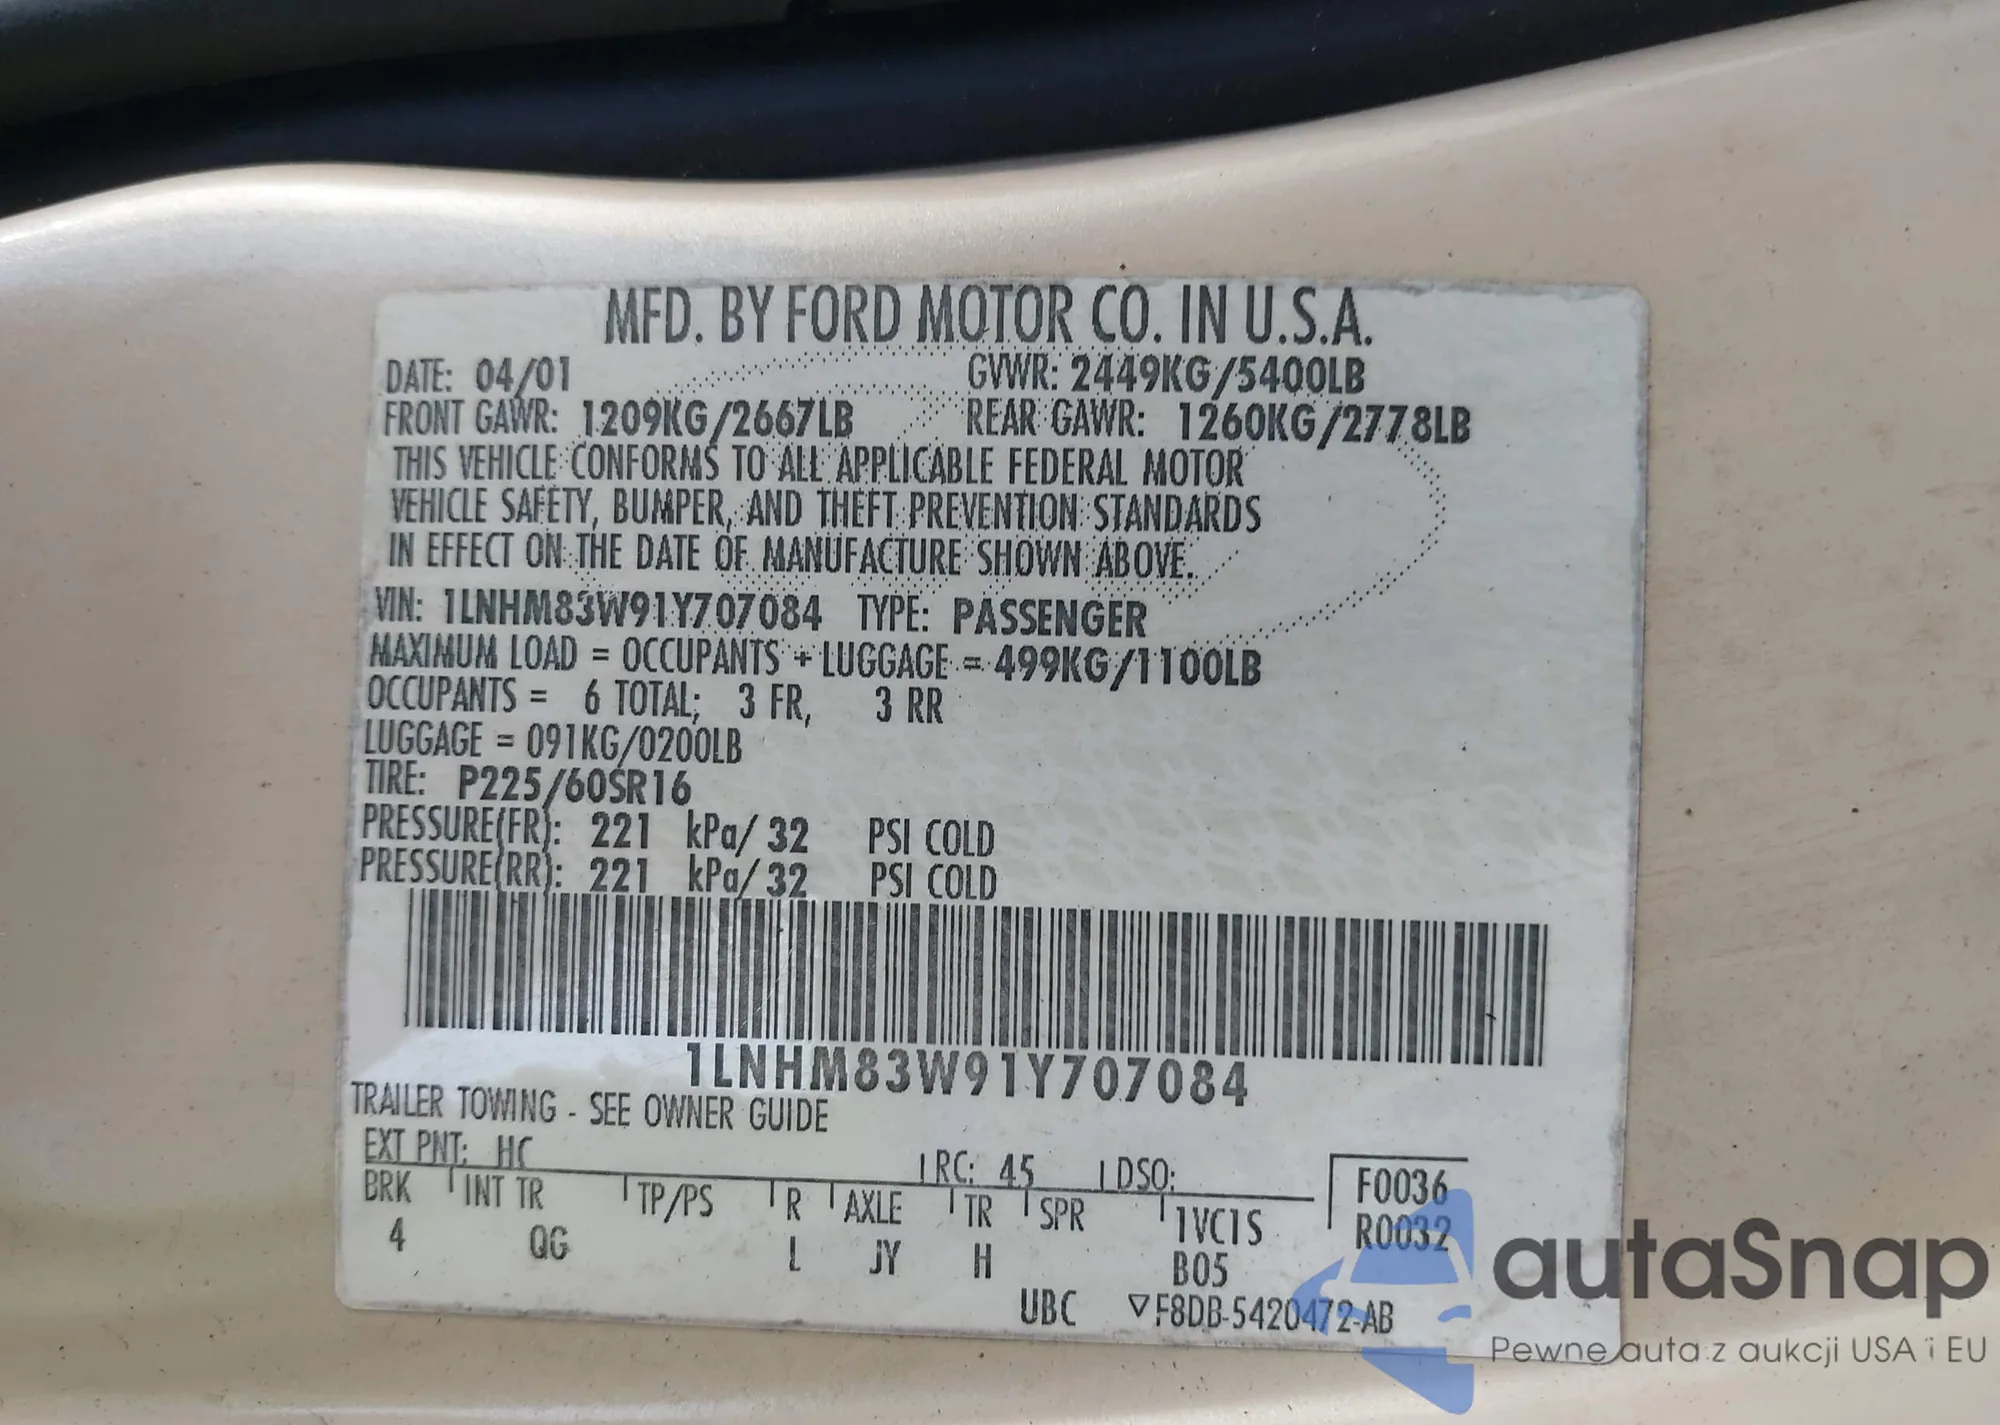 MFD. BY FORD MOTOR CO. IN U.S.A.
DATE: 04/01 GVWR: 2449KG/5400LB
FRONT GAWR: 1209KG/2667LB REAR GAWR: 1260KG/2778LB
THIS VEHICLE CONFORMS TO ALL APPLICABLE FEDERAL MOTOR
VEHICLE SAFETY, BUMPER, AND THEFT PREVENTION STANDARDS
IN EFFECT ON THE DATE OF MANUFACTURE SHOWN ABOVE.
VIN: 1LNHM83W91Y707084 TYPE: PASSENGER
MAXIMUM LOAD = OCCUPANTS + LUGGAGE = 499KG/1100LB
OCCUPANTS = 6 TOTAL; 3 FR, 3 RR
LUGGAGE = 091KG/0200LB
TIRE: P225/60SR16
PRESSURE(FR): 221 kPa/ 32 PSI COLD
PRESSURE(RR): 221 kPa/ 32 PSI COLD
1LNHM83W91Y707084
TRAILER TOWING - SEE OWNER GUIDE
EXT PNT: HC RC: 45 DSO: F0036
BRK INT TR TP/PS R AXLE TR SPR 1VC1S R0032
4 QG L JY H B05
UBC ▽F8DB-5420472-AB
autaSnap
Pewne auta z aukcji USA i EU